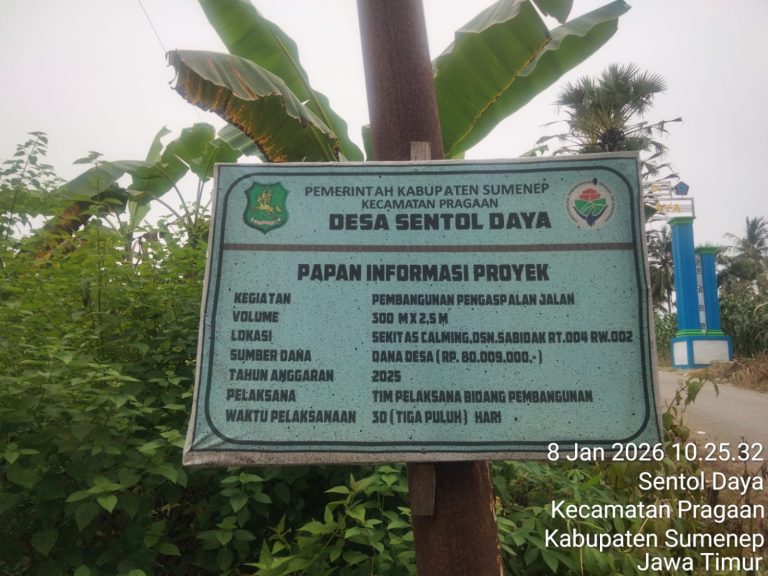 PEMERINTAH KABUPATEN SUMENEP
KECAMATAN PRAGAAN
DESA SENTOL DAYA
PAPAN INFORMASI PROYEK
KEGIATAN PEMBANGUNAN PENGASPALAN JALAN
VOLUME 300 M X 2,5 M
LOKASI SEKITAS CALMING,DSN.SABIDAK RT.004 RW.002
SUMBER DANA DANA DESA ( RP. 80.009.000,- )
TAHUN ANGGARAN 2025
PELAKSANA TIM PELAKSANA BIDANG PEMBANGUNAN
WAKTU PELAKSANAAN 30 ( TIGA PULUH ) HARI
8 Jan 2026 10.25.32
Sentol Daya
Kecamatan Pragaan
Kabupaten Sumenep
Jawa Timur